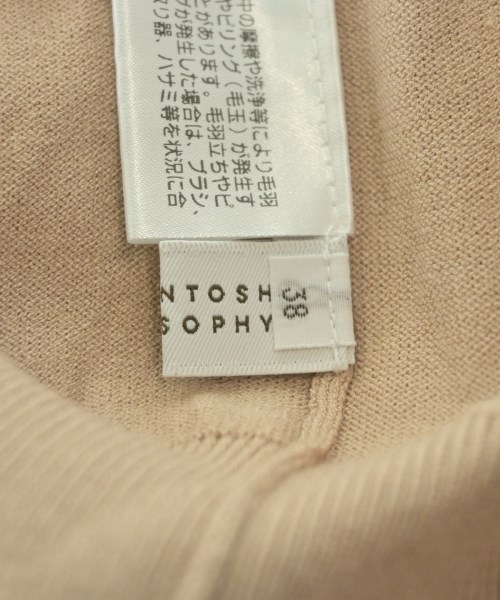 中の摩擦や洗浄等により毛羽
やピリング(毛玉)が発生す
とがあります。毛羽立ちやピ
グが発生した場合は、ブラシ、
取り器、ハサミ等を状況に合
NTOSH
SOPHY
38